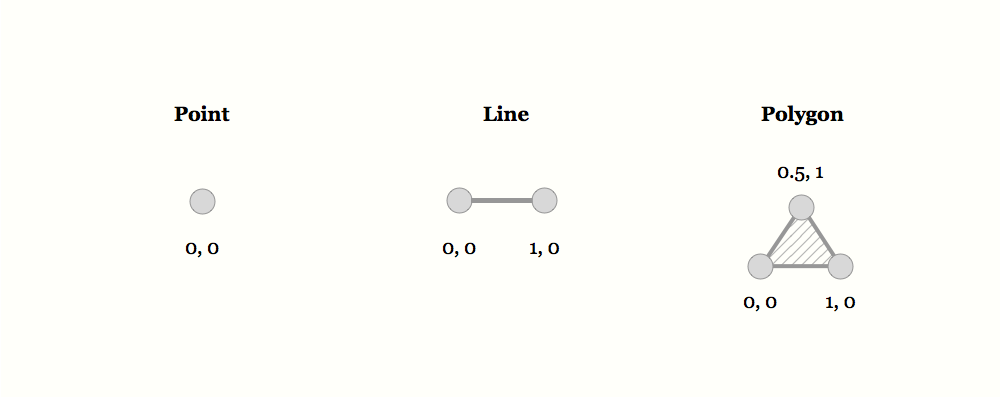 Point
Line
Polygon
0.5, 1
0, 0
0, 0
1, 0
0, 0
1, 0